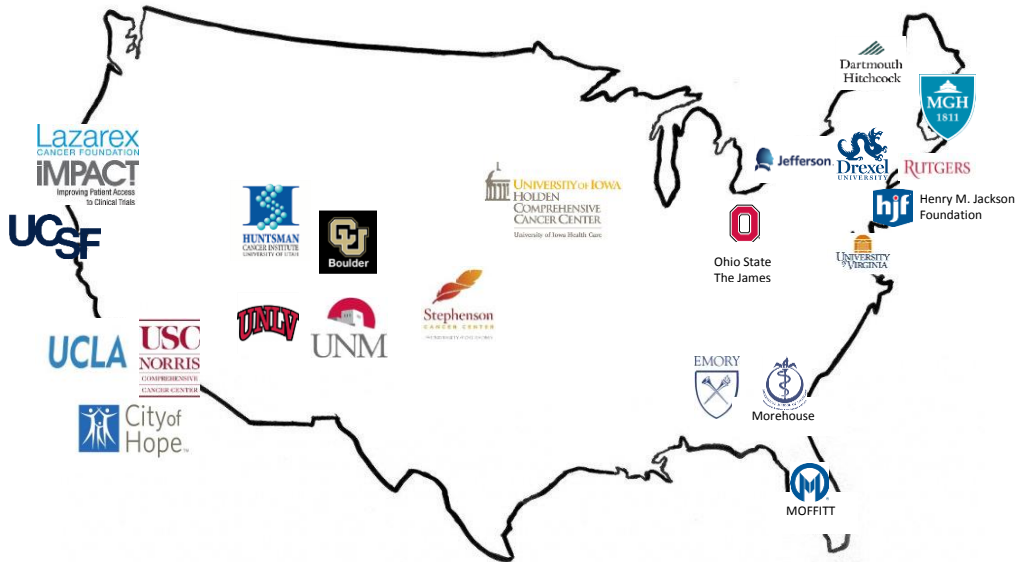 Dartmouth
Hitchcock
MGH
1811
Lazarex
CANCER FOUNDATION
iMPACT!
Improving Patient Access
to Clinical Trials
Jefferson.
DREXEL
UNIVERSITY
RUTGERS
hjf
Henry M. Jackson
Foundation
UCSF
HUNTSMAN
CANCER INSTITUTE
UNIVERSITY OF UTAH
CU
Boulder
UNIVERSITY OF IOWA
HOLDEN
COMPREHENSIVE
CANCER CENTER
University of Iowa Health Care
O
Ohio State
The James
UNIVERSITY
of VIRGINIA
UNLV
UNM
Stephenson
CANCER CENTER
UCLA
USC
NORRIS
COMPREHENSIVE
CANCER CENTER
City of
Hope™
EMORY
Morehouse
M
MOFFITT